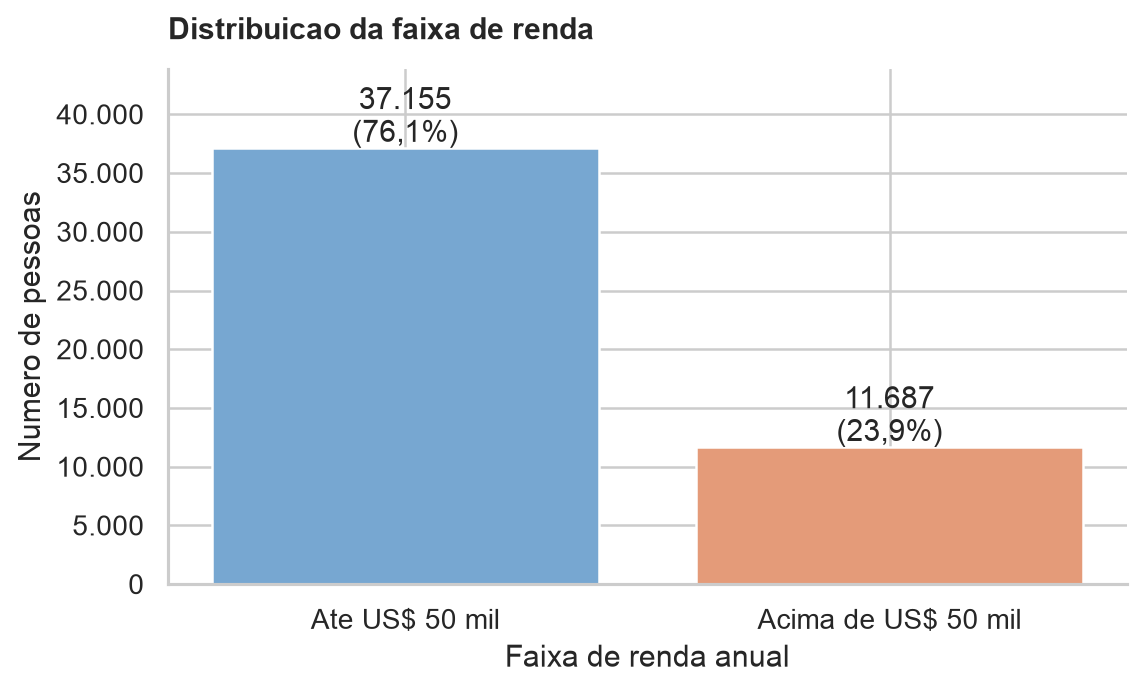 Distribuicao da faixa de renda
Numero de pessoas
40.000
35.000
30.000
25.000
20.000
15.000
10.000
5.000
0
37.155
(76,1%)
11.687
(23,9%)
Ate US$ 50 mil
Acima de US$ 50 mil
Faixa de renda anual